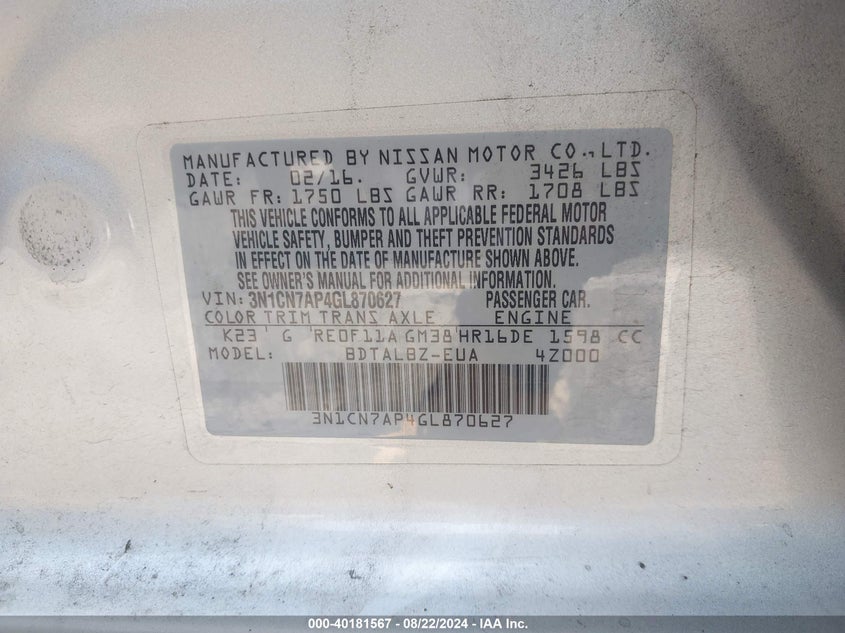 MANUFACTURED BY NISSAN MOTOR CO.,LTD.
DATE: 02/16. GVWR: 3426 LBS
GAWR FR: 1750 LBS GAWR RR: 1708 LBS
THIS VEHICLE CONFORMS TO ALL APPLICABLE FEDERAL MOTOR
VEHICLE SAFETY, BUMPER AND THEFT PREVENTION STANDARDS
IN EFFECT ON THE DATE OF MANUFACTURE SHOWN ABOVE.
SEE OWNER'S MANUAL FOR ADDITIONAL INFORMATION.
VIN: 3N1CN7AP4GL870627 PASSENGER CAR.
COLOR TRIM TRANS AXLE ENGINE
K23 G RE0F11A GM38 HR16DE 1598 CC
MODEL: BDTALBZ-EUA 4Z000
3N1CN7AP4GL870627
000-40181567 - 08/22/2024 - IAA Inc.